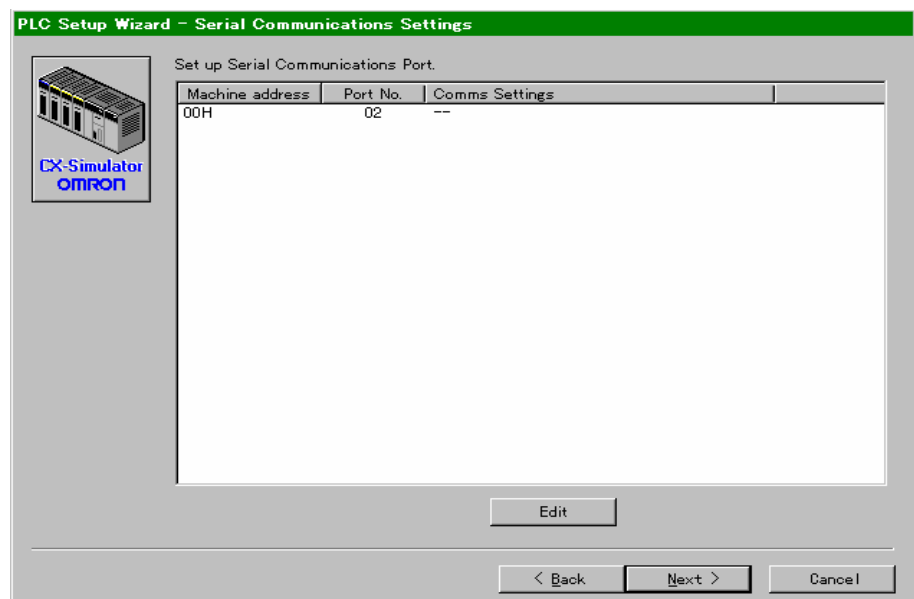 PLC Setup Wizard - Serial Communications Settings
Set up Serial Communications Port.
Machine address Port No. Comms Settings
00H 02 --
CX-Simulator
OMRON
Edit
< Back Next > Cancel